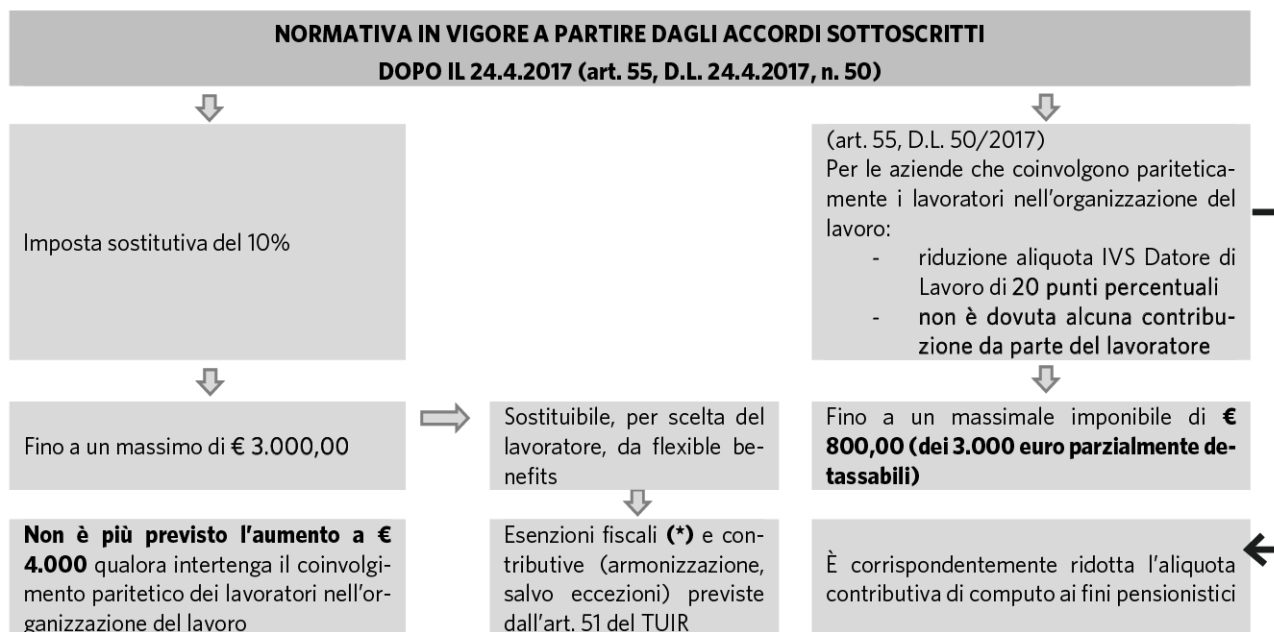 NORMATIVA IN VIGORE A PARTIRE DAGLI ACCORDI SOTTOSCRITTI
DOPO IL 24.4.2017 (art. 55, D.L. 24.4.2017, n. 50)
Imposta sostitutiva del 10%
(art. 55, D.L. 50/2017)
Per le aziende che coinvolgono pariteticа-
mente i lavoratori nell'organizzazione del
lavoro:
- riduzione aliquota IVS Datore di
Lavoro di 20 punti percentuali
- non è dovuta alcuna contribu-
zione da parte del lavoratore
Fino a un massimo di € 3.000,00
Sostituibile, per scelta del
lavoratore, da flexible be-
nefits
Fino a un massimale imponibile di €
800,00 (dei 3.000 euro parzialmente de-
tassabili)
Non è più previsto l'aumento a €
4.000 qualora intertenga il coinvolgi-
mento paritetico dei lavoratori nell'or-
ganizzazione del lavoro
Esenzioni fiscali (*) e con-
tributive (armonizzazione,
salvo eccezioni) previste
dall'art. 51 del TUIR
È corrispondentemente ridotta l'aliquota
contributiva di computo ai fini pensionistici